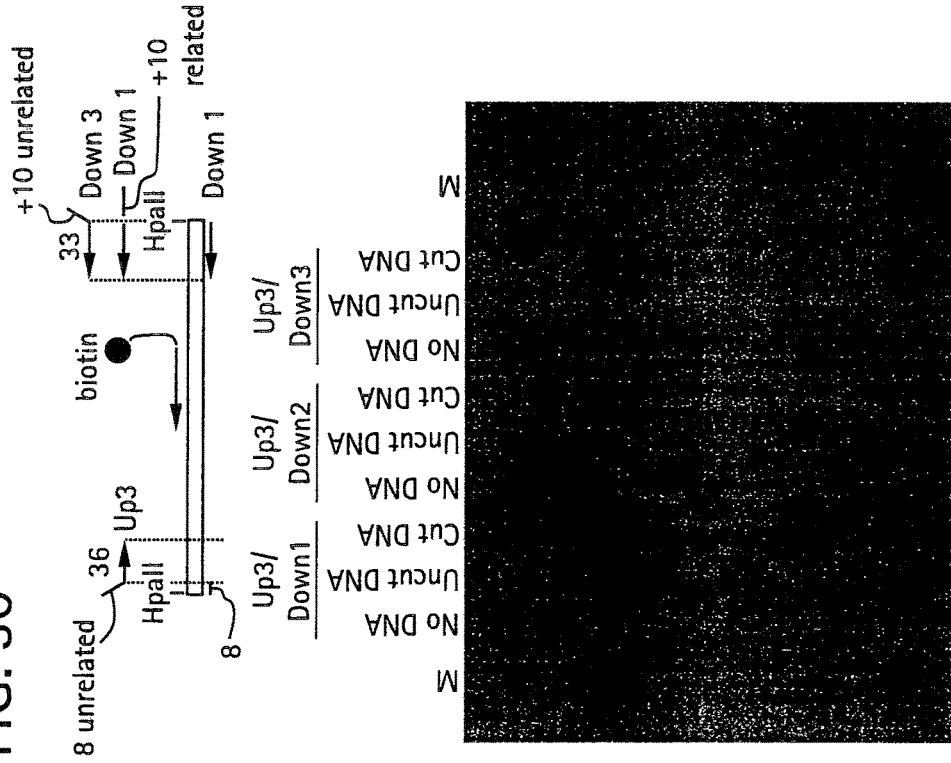 FIG.
+10 unrelated
33
Down 3
Down 1
+10
related
HpaII
Down 1
biotin
8 unrelated
36
Up3
HpaII
8
Up3/
Down1
Up3/
Down2
Up3/
Down3
M
No DNA
Uncut DNA
Cut DNA
No DNA
Uncut DNA
Cut DNA
No DNA
Uncut DNA
Cut DNA
M